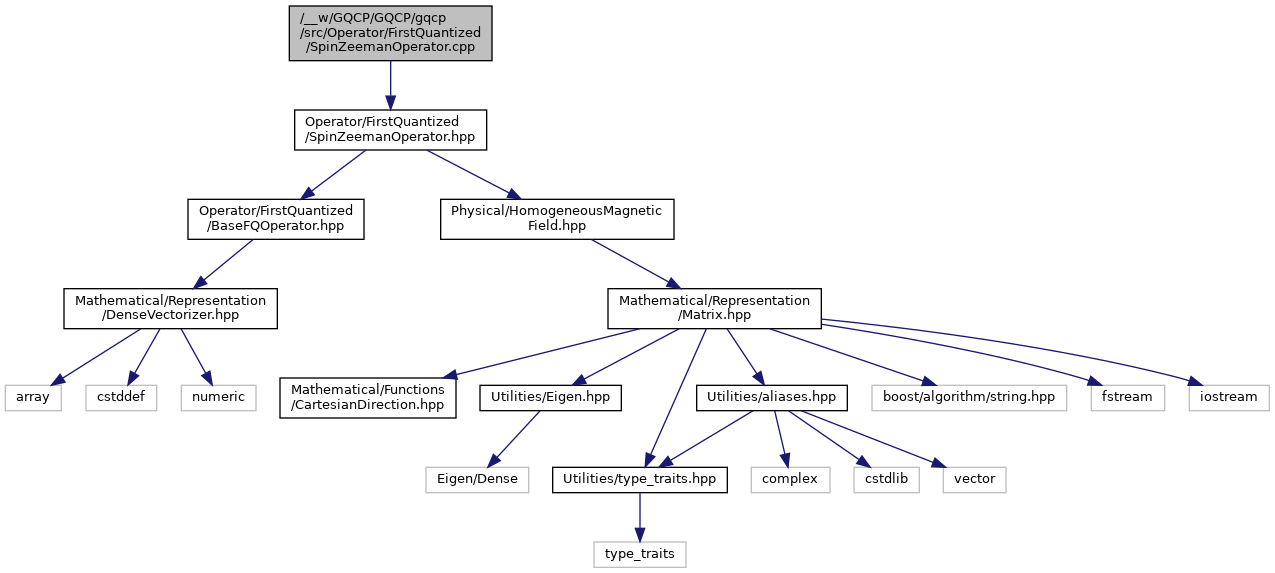 /__w/GQCP/GQCP/gqcp
/src/Operator/FirstQuantized
/SpinZeemanOperator.cpp
Operator/FirstQuantized
/SpinZeemanOperator.hpp
Operator/FirstQuantized
/BaseFQOperator.hpp
Physical/HomogeneousMagnetic
Field.hpp
Mathematical/Representation
/DenseVectorizer.hpp
Mathematical/Representation
/Matrix.hpp
array
cstddef
numeric
Mathematical/Functions
/CartesianDirection.hpp
Utilities/Eigen.hpp
Utilities/aliases.hpp
boost/algorithm/string.hpp
fstream
iostream
Eigen/Dense
Utilities/type_traits.hpp
complex
cstdlib
vector
type_traits